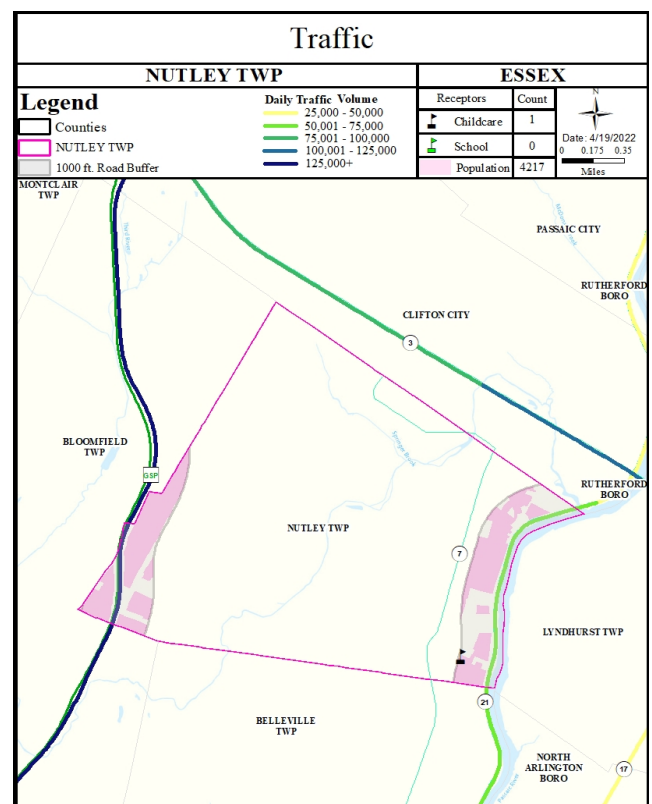 Traffic
NUTLEY TWP
ESSEX
Legend
Counties
NUTLEY TWP
1000 ft. Road Buffer
Daily Traffic Volume
25,000 - 50,000
50,001 - 75,000
75,001 - 100,000
100,001 - 125,000
125,000+
Receptors Count
Childcare 1
School 0
Population 4217
N
Date: 4/19/2022
0 0.175 0.35
Miles
MONTCLAIR
TWP
PASSAIC CITY
RUTHERFORD
BORO
CLIFTON CITY
3
BLOOMFIELD
TWP
GSP
RUTHERFORD
BORO
NUTLEY TWP
7
LYNDHURST TWP
21
BELLEVILLE
TWP
NORTH
ARLINGTON
BORO
17